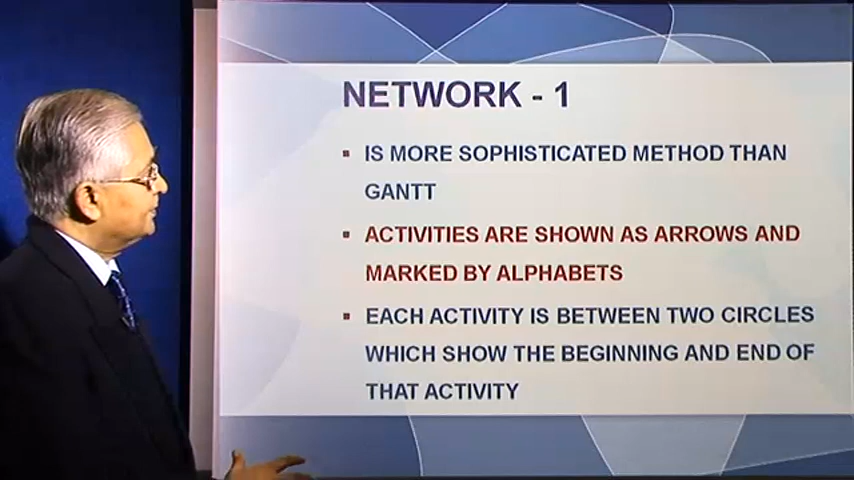 NETWORK - 1
IS MORE SOPHISTICATED METHOD THAN
GANTT
ACTIVITIES ARE SHOWN AS ARROWS AND
MARKED BY ALPHABETS
EACH ACTIVITY IS BETWEEN TWO CIRCLES
WHICH SHOW THE BEGINNING AND END OF
THAT ACTIVITY